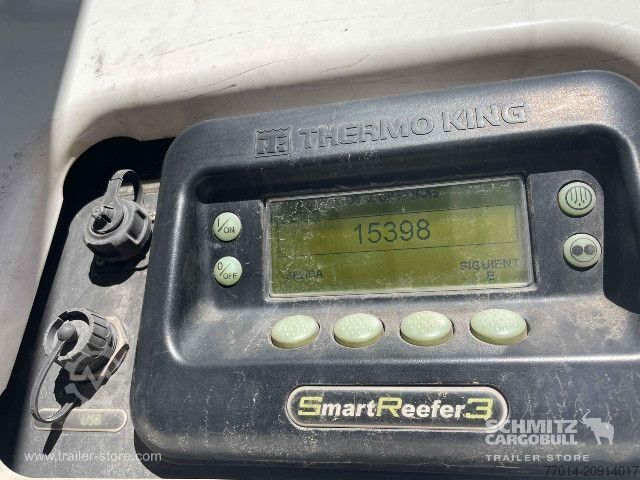 THERMO KING
15398
I/ON
0/OFF
SALIDA
SIGUIENT
E
SmartReefer3
USB
SCHMITZ
CARGOBULL
TRAILER STORE
www.trailer-store.com
77014-20914017